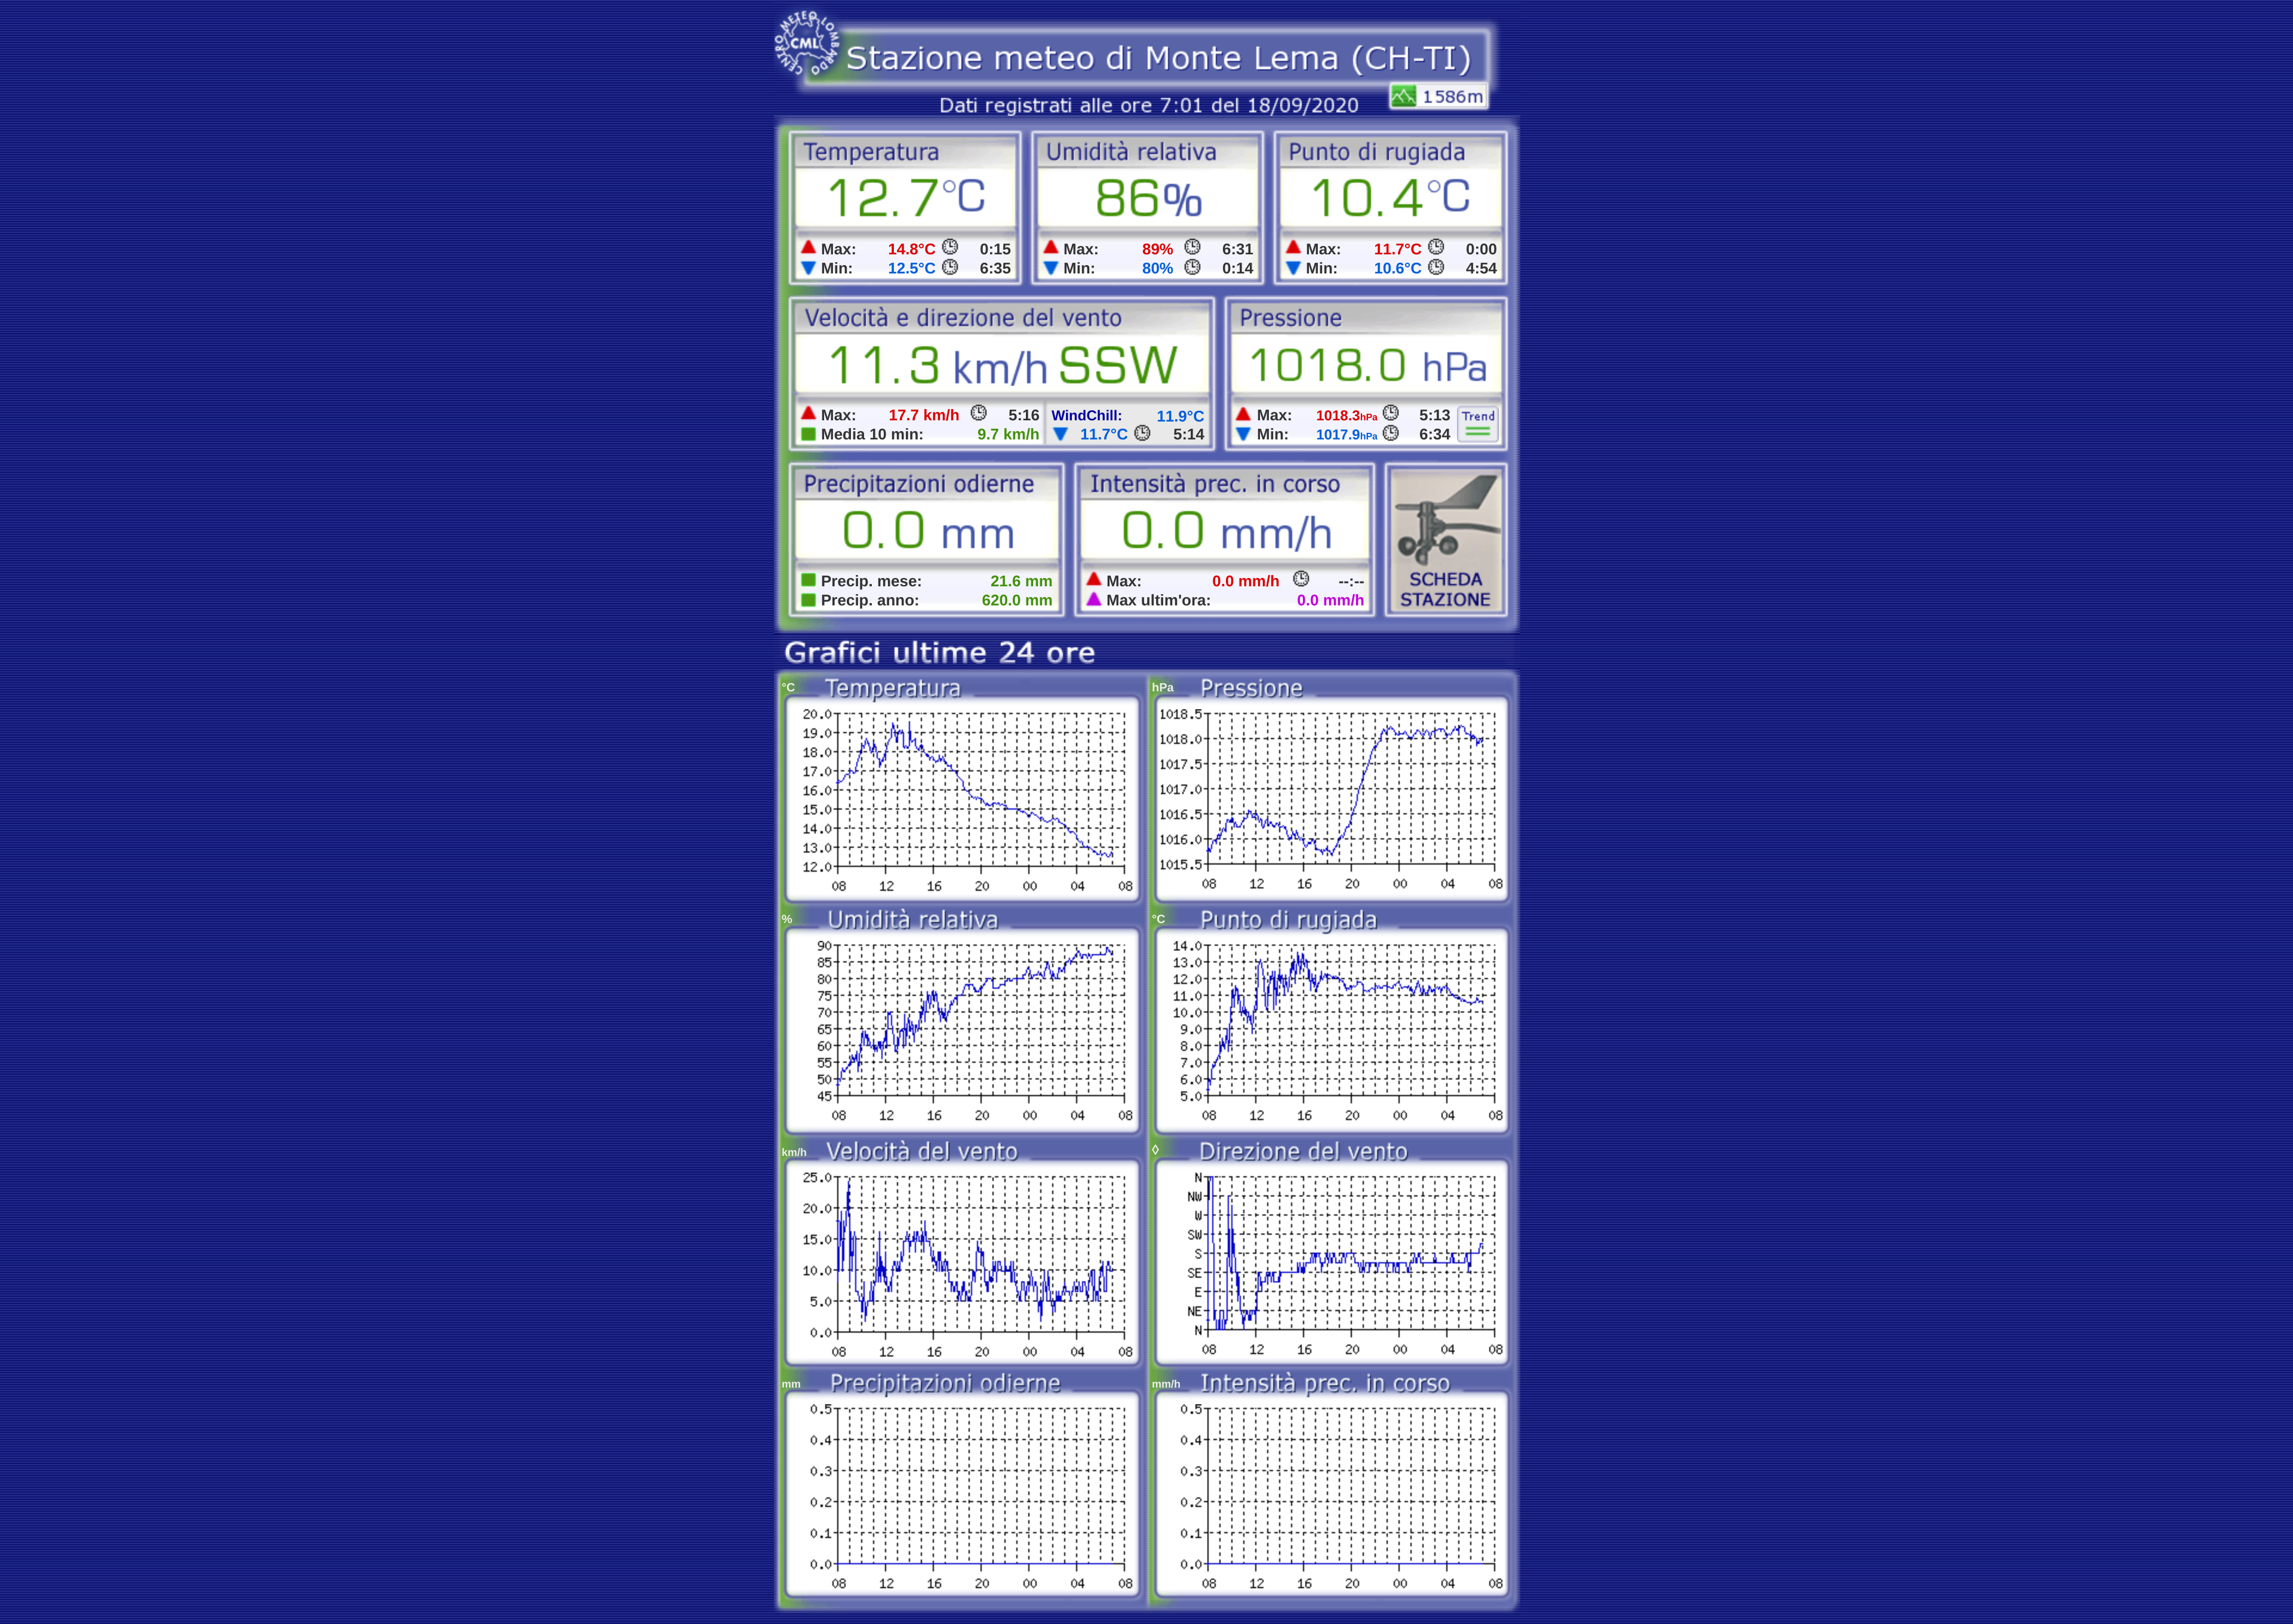 CENTRO METEO LOMBARDO
CML
Stazione meteo di Monte Lema (CH-TI)
1586m
Dati registrati alle ore 7:01 del 18/09/2020
Temperatura
12.7°C
Max: 14.8°C 0:15
Min: 12.5°C 6:35
Umidità relativa
86%
Max: 89% 6:31
Min: 80% 0:14
Punto di rugiada
10.4°C
Max: 11.7°C 0:00
Min: 10.6°C 4:54
Velocità e direzione del vento
11.3 km/h SSW
Max: 17.7 km/h 5:16
Media 10 min: 9.7 km/h
WindChill: 11.9°C
11.7°C 5:14
Pressione
1018.0 hPa
Max: 1018.3hPa 5:13
Min: 1017.9hPa 6:34
Trend
Precipitazioni odierne
0.0 mm
Precip. mese: 21.6 mm
Precip. anno: 620.0 mm
Intensità prec. in corso
0.0 mm/h
Max: 0.0 mm/h --:--
Max ultim'ora: 0.0 mm/h
SCHEDA
STAZIONE
Grafici ultime 24 ore
°C Temperatura
20.0
19.0
18.0
17.0
16.0
15.0
14.0
13.0
12.0
08 12 16 20 00 04 08
hPa Pressione
1018.5
1018.0
1017.5
1017.0
1016.5
1016.0
1015.5
08 12 16 20 00 04 08
% Umidità relativa
90
85
80
75
70
65
60
55
50
45
08 12 16 20 00 04 08
°C Punto di rugiada
14.0
13.0
12.0
11.0
10.0
9.0
8.0
7.0
6.0
5.0
08 12 16 20 00 04 08
km/h Velocità del vento
25.0
20.0
15.0
10.0
5.0
0.0
08 12 16 20 00 04 08
◊ Direzione del vento
N
NW
W
SW
S
SE
E
NE
N
08 12 16 20 00 04 08
mm Precipitazioni odierne
0.5
0.4
0.3
0.2
0.1
0.0
08 12 16 20 00 04 08
mm/h Intensità prec. in corso
0.5
0.4
0.3
0.2
0.1
0.0
08 12 16 20 00 04 08